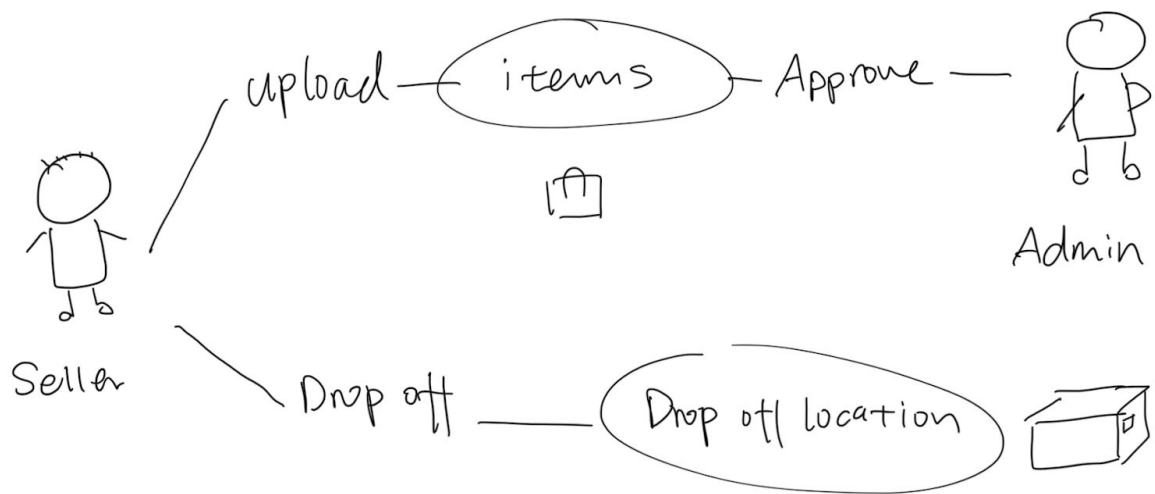 upload
items
Approve
Admin
Seller
Drop off
Drop off location